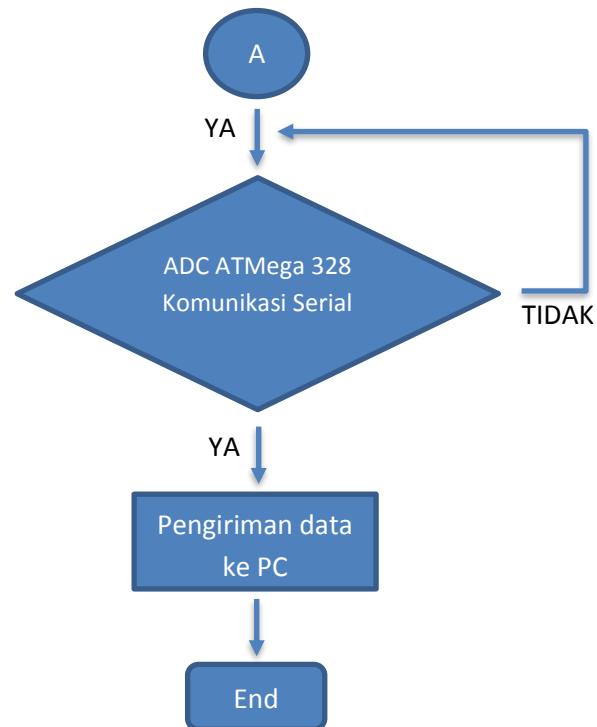 A
YA
ADC ATMega 328
Komunikasi Serial
TIDAK
YA
Pengiriman data
ke PC
End